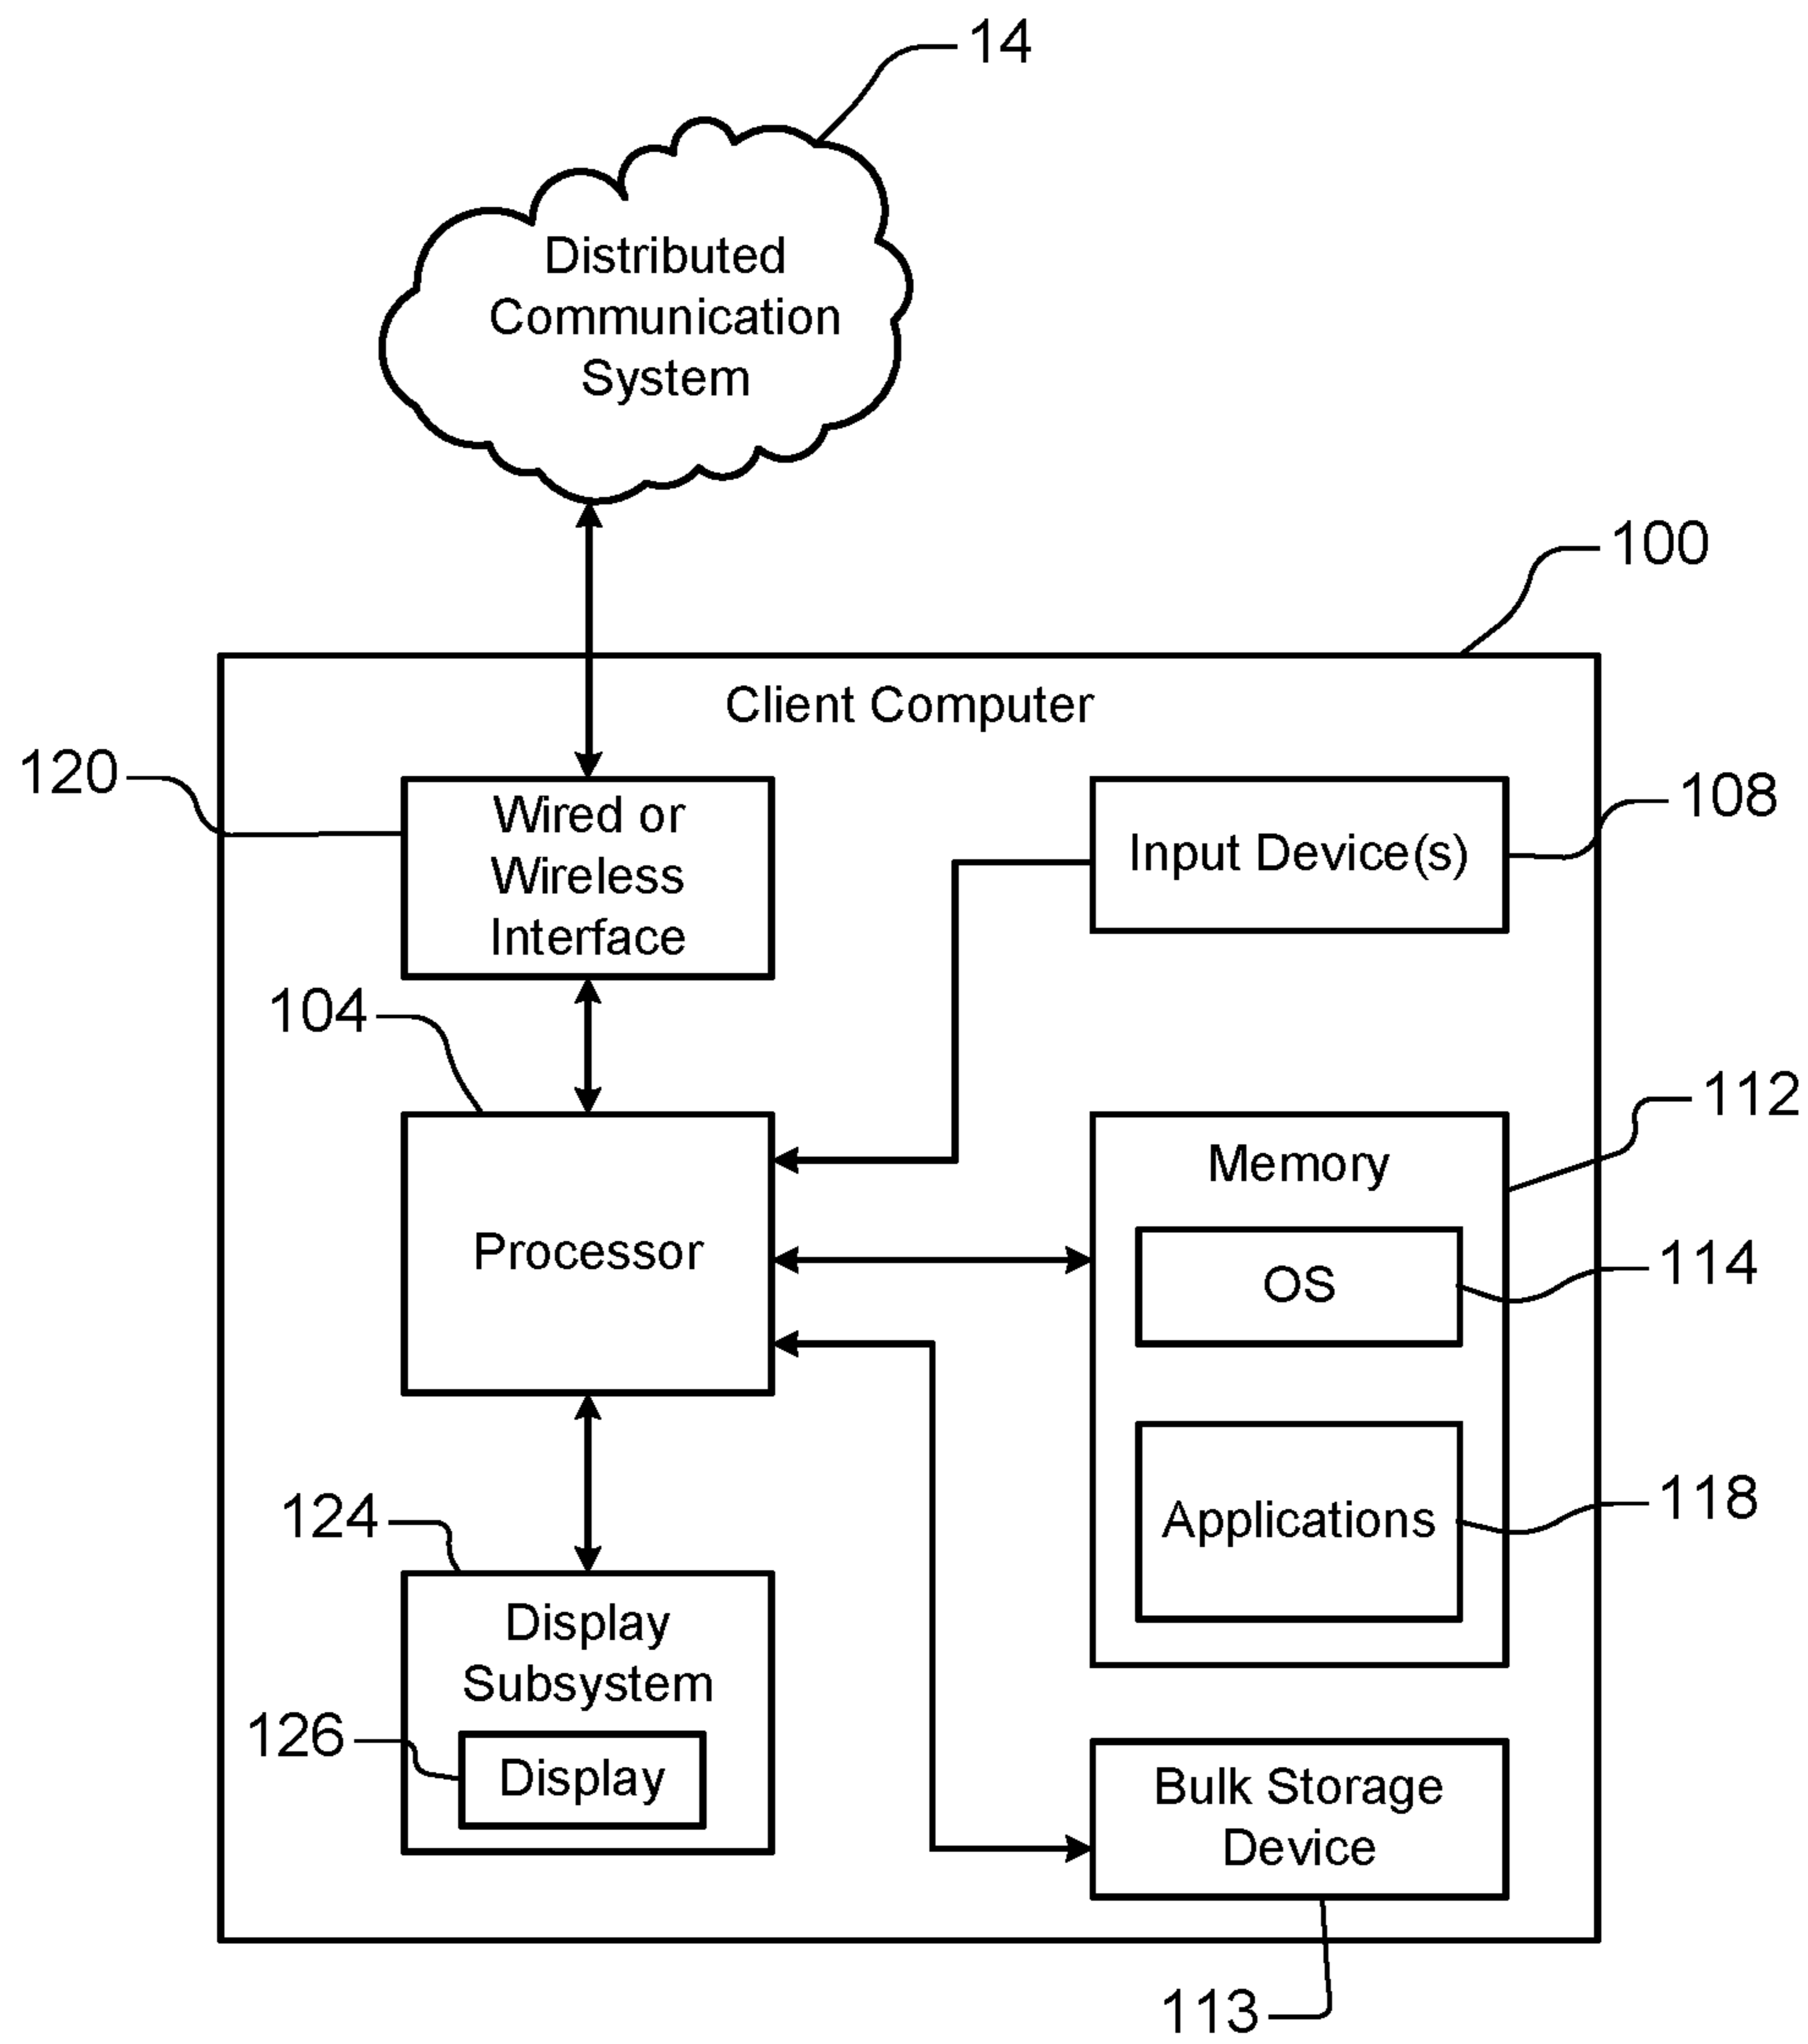 14
Distributed
Communication
System
100
Client Computer
120
Wired or
Wireless
Interface
Input Device(s)
108
104
Processor
Memory
112
OS
114
Applications
118
124
Display
Subsystem
126
Display
Bulk Storage
Device
113